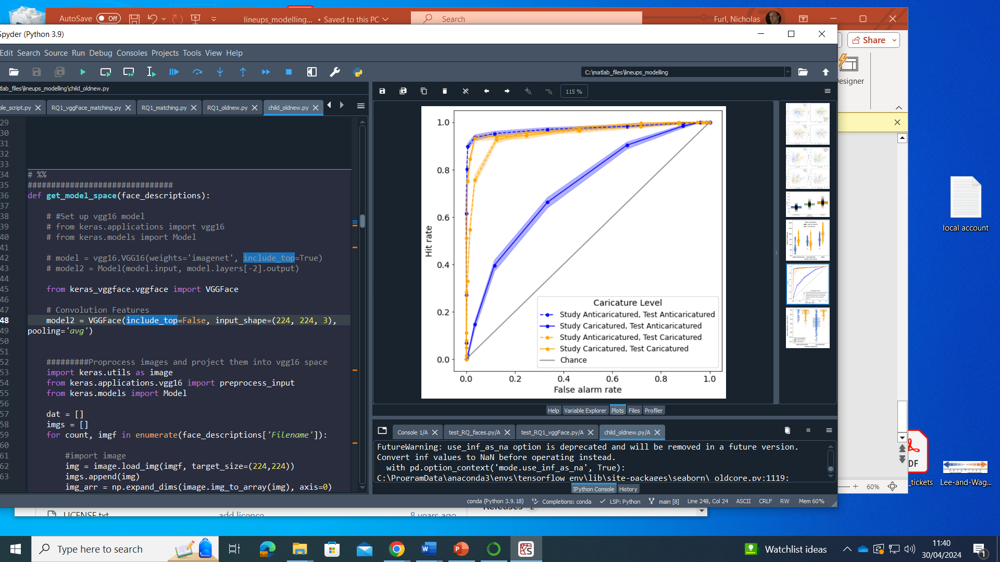 AutoSave Off
lineups_modelling... • Saved to this PC
Search
Furl, Nicholas
Spyder (Python 3.9)
Edit Search Source Run Debug Consoles Projects Tools View Help
Share
C:\matlab_files\lineups_modelling
Designer
tlab_files\lineups_modelling\child_oldnew.py
ple_script.py
RQ1_vggFace_matching.py
RQ1_matching.py
RQ1_oldnew.py
child_oldnew.py
115 %
29
30
31
32
33
34 # %%
35 ###############################
36 def get_model_space(face_descriptions):
37
38 # #Set up vgg16 model
39 # from keras.applications import vgg16
40 # from keras.models import Model
41
42 # model = vgg16.VGG16(weights='imagenet', include_top=True)
43 # model2 = Model(model.input, model.layers[-2].output)
44
45 from keras_vggface.vggface import VGGFace
46
47 # Convolution Features
48 model2 = VGGFace(include_top=False, input_shape=(224, 224, 3),
49 pooling='avg')
50
51
52 #########Proprocess images and project them into vgg16 space
53 import keras.utils as image
54 from keras.applications.vgg16 import preprocess_input
55 from keras.models import Model
56
57 dat = []
58 imgs = []
59 for count, imgf in enumerate(face_descriptions['Filename']):
60
61 #import image
62 img = image.load_img(imgf, target_size=(224,224))
63 imgs.append(img)
img_arr = np.expand_dims(image.img_to_array(img), axis=0)
1.0
0.8
0.6
0.4
0.2
0.0
Hit rate
0.0 0.2 0.4 0.6 0.8 1.0
False alarm rate
Caricature Level
Study Anticaricatured, Test Anticaricatured
Study Caricatured, Test Anticaricatured
Study Anticaricatured, Test Caricatured
Study Caricatured, Test Caricatured
Chance
Help Variable Explorer Plots Files Profiler
Console 1/A
test_RQ_faces.py/A
test_RQ1_vggFace.py/A
child_oldnew.py/A
FutureWarning: use_inf_as_na option is deprecated and will be removed in a future version.
Convert inf values to NaN before operating instead.
with pd.option_context('mode.use_inf_as_na', True):
C:\ProgramData\anaconda3\envs\tensorflow_env\lib\site-packages\seaborn\_oldcore.py:1119:
IPython Console History
conda (Python 3.9.18) Completions: conda LSP: Python main [8] Line 248, Col 24 ASCII CRLF RW Mem 60%
60%
local account
DF
_tickets
Lee-and-Wag...
LICENSE.txt
add licence
8 years ago
Releases 2
Type here to search
Watchlist ideas
11:40
30/04/2024
1